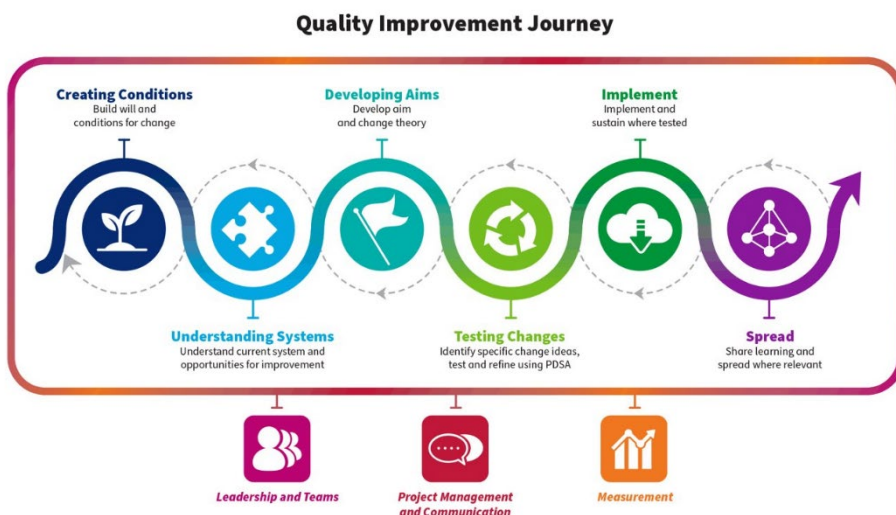 Quality Improvement Journey
Creating Conditions
Build will and
conditions for change
Developing Aims
Develop aim
and change theory
Implement
Implement and
sustain where tested
Understanding Systems
Understand current system and
opportunities for improvement
Testing Changes
Identify specific change ideas,
test and refine using PDSA
Spread
Share learning and
spread where relevant
Leadership and Teams
Project Management
and Communication
Measurement